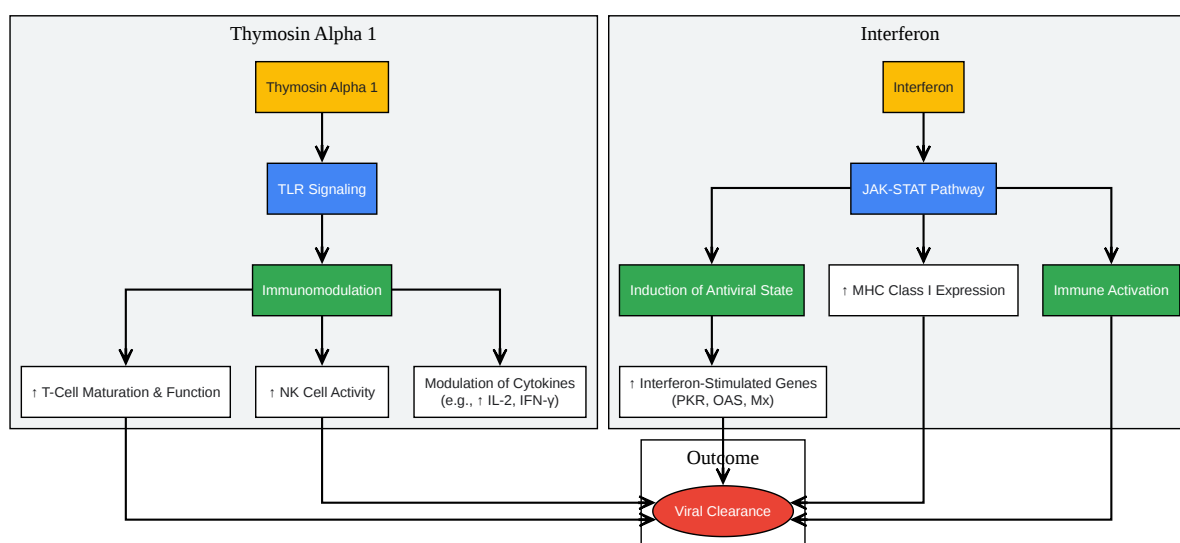 Thymosin Alpha 1
Interferon
Thymosin Alpha 1
Interferon
TLR Signaling
JAK-STAT Pathway
Immunomodulation
Induction of Antiviral State
↑ MHC Class I Expression
Immune Activation
↑ T-Cell Maturation & Function
↑ NK Cell Activity
Modulation of Cytokines
(e.g., ↑ IL-2, IFN-γ)
↑ Interferon-Stimulated Genes
(PKR, OAS, Mx)
Outcome
Viral Clearance